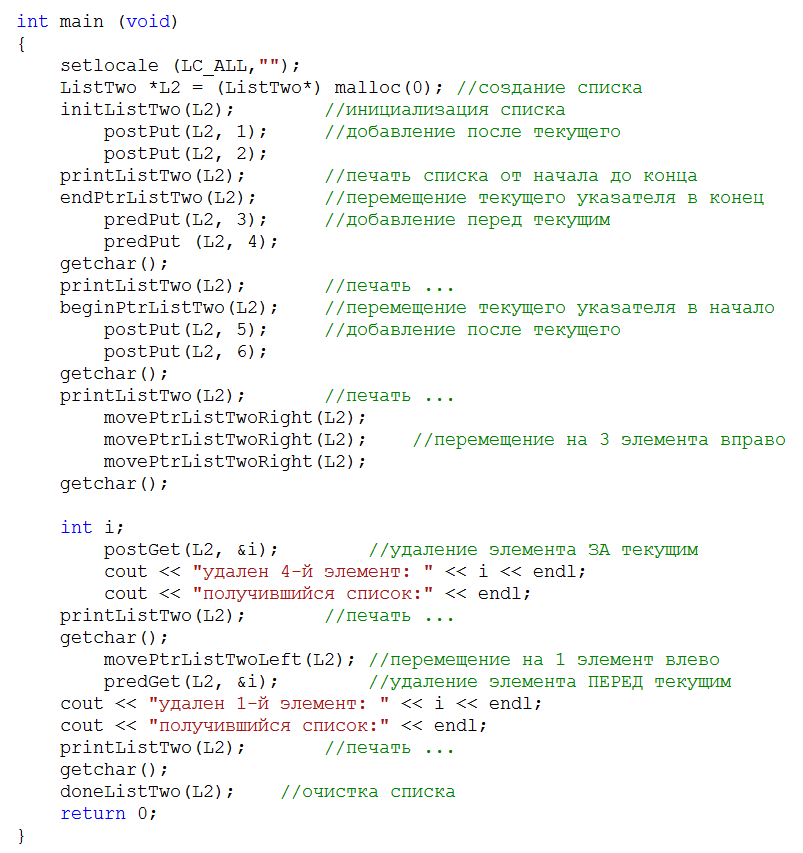 int main (void)
{
    setlocale (LC_ALL,"");
    ListTwo *L2 = (ListTwo*) malloc(0); //создание списка
    initListTwo(L2);        //инициализация списка
        postPut(L2, 1);     //добавление после текущего
        postPut(L2, 2);
    printListTwo(L2);       //печать списка от начала до конца
    endPtrListTwo(L2);      //перемещение текущего указателя в конец
        predPut(L2, 3);     //добавление перед текущим
        predPut (L2, 4);
    getchar();
    printListTwo(L2);       //печать ...
    beginPtrListTwo(L2);    //перемещение текущего указателя в начало
        postPut(L2, 5);     //добавление после текущего
        postPut(L2, 6);
    getchar();
    printListTwo(L2);       //печать ...
        movePtrListTwoRight(L2);
        movePtrListTwoRight(L2);    //перемещение на 3 элемента вправо
        movePtrListTwoRight(L2);
    getchar();

    int i;
        postGet(L2, &i);        //удаление элемента ЗА текущим
        cout << "удален 4-й элемент: " << i << endl;
        cout << "получившийся список:" << endl;
    printListTwo(L2);       //печать ...
    getchar();
        movePtrListTwoLeft(L2); //перемещение на 1 элемент влево
        predGet(L2, &i);        //удаление элемента ПЕРЕД текущим
    cout << "удален 1-й элемент: " << i << endl;
    cout << "получившийся список:" << endl;
    printListTwo(L2);       //печать ...
    getchar();
    doneListTwo(L2);    //очистка списка
    return 0;
}